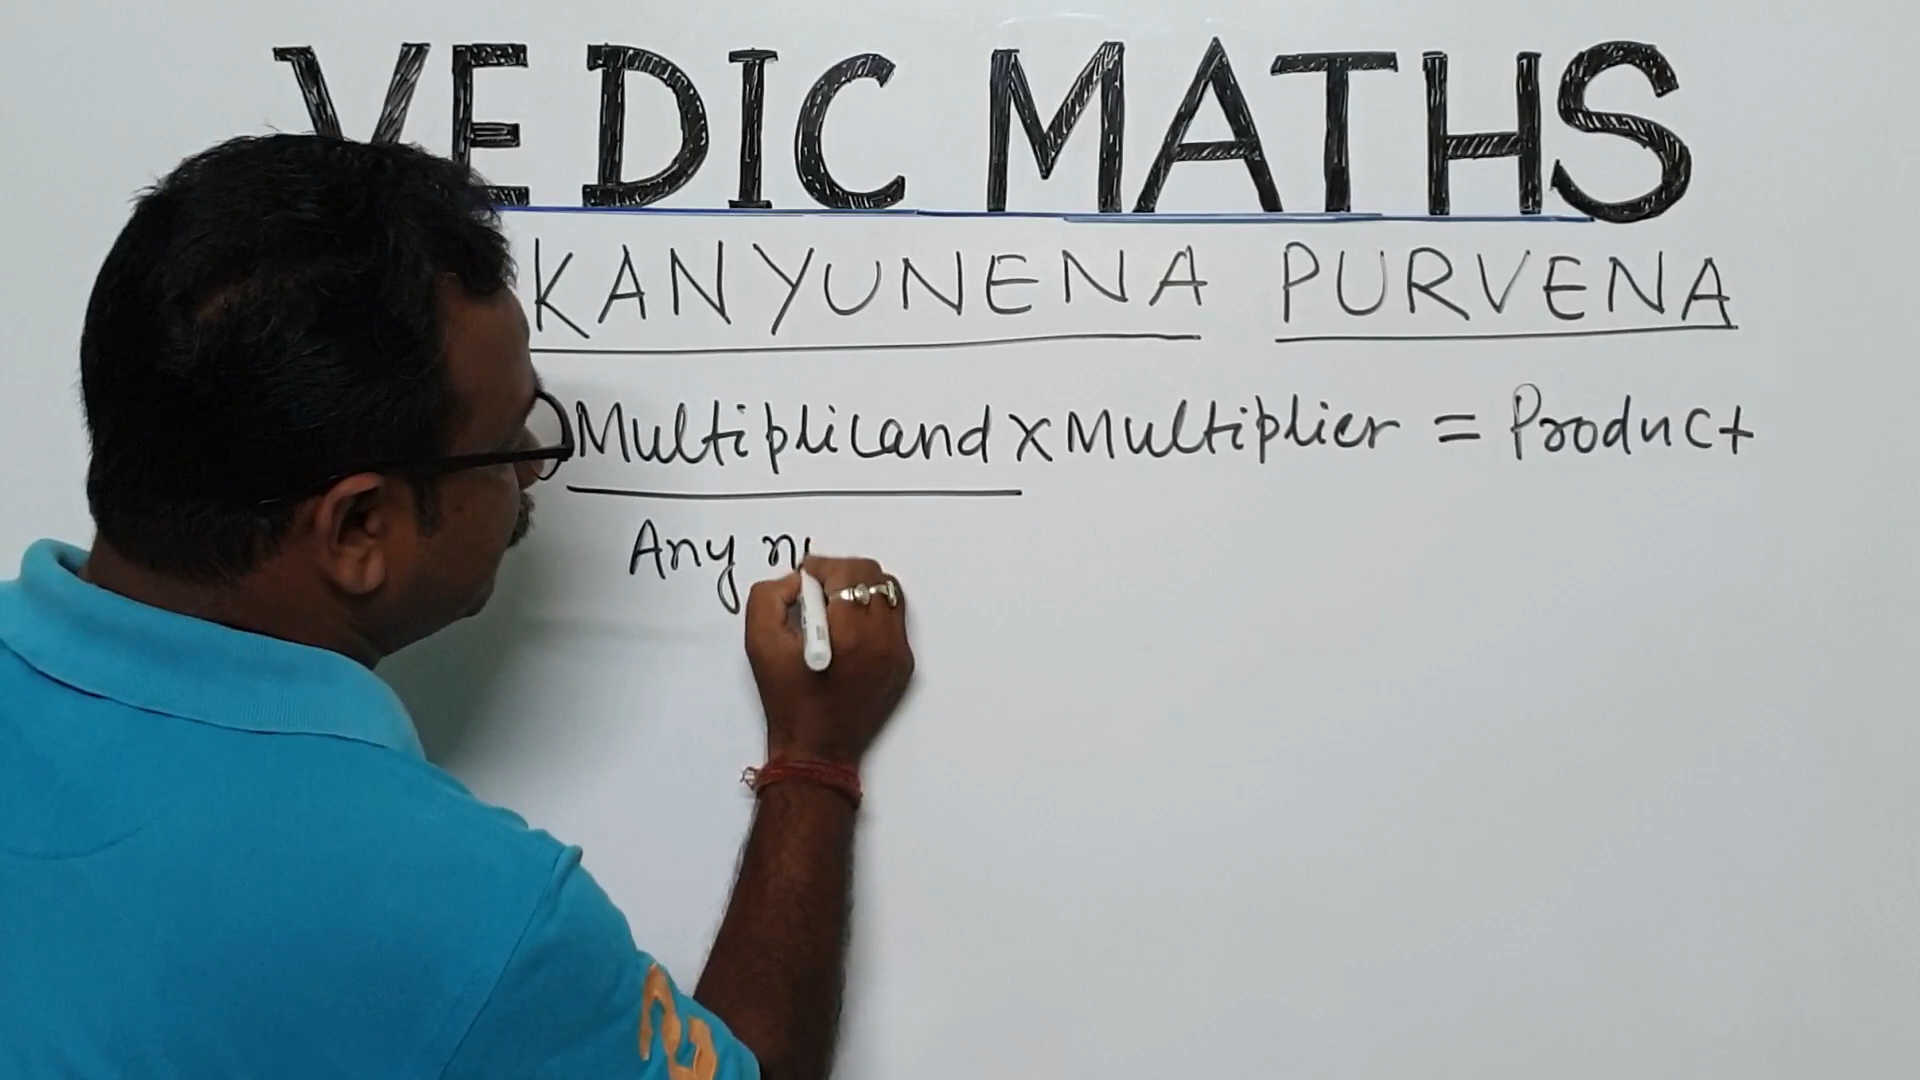 VEDIC MATHS
KANYUNENA PURVENA
Multiplicand x Multiplier = Product
Any